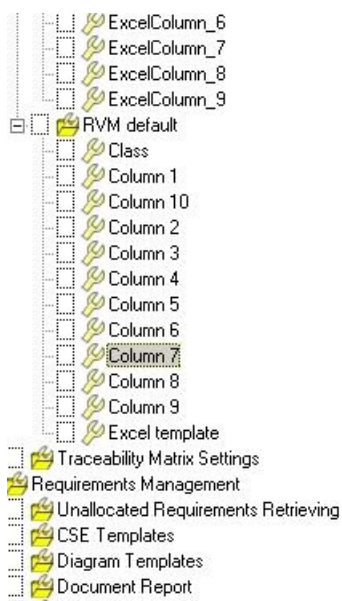 ExcelColumn_6
ExcelColumn_7
ExcelColumn_8
ExcelColumn_9
RVM default
Class
Column 1
Column 10
Column 2
Column 3
Column 4
Column 5
Column 6
Column 7
Column 8
Column 9
Excel template
Traceability Matrix Settings
Requirements Management
Unallocated Requirements Retrieving
CSE Templates
Diagram Templates
Document Report